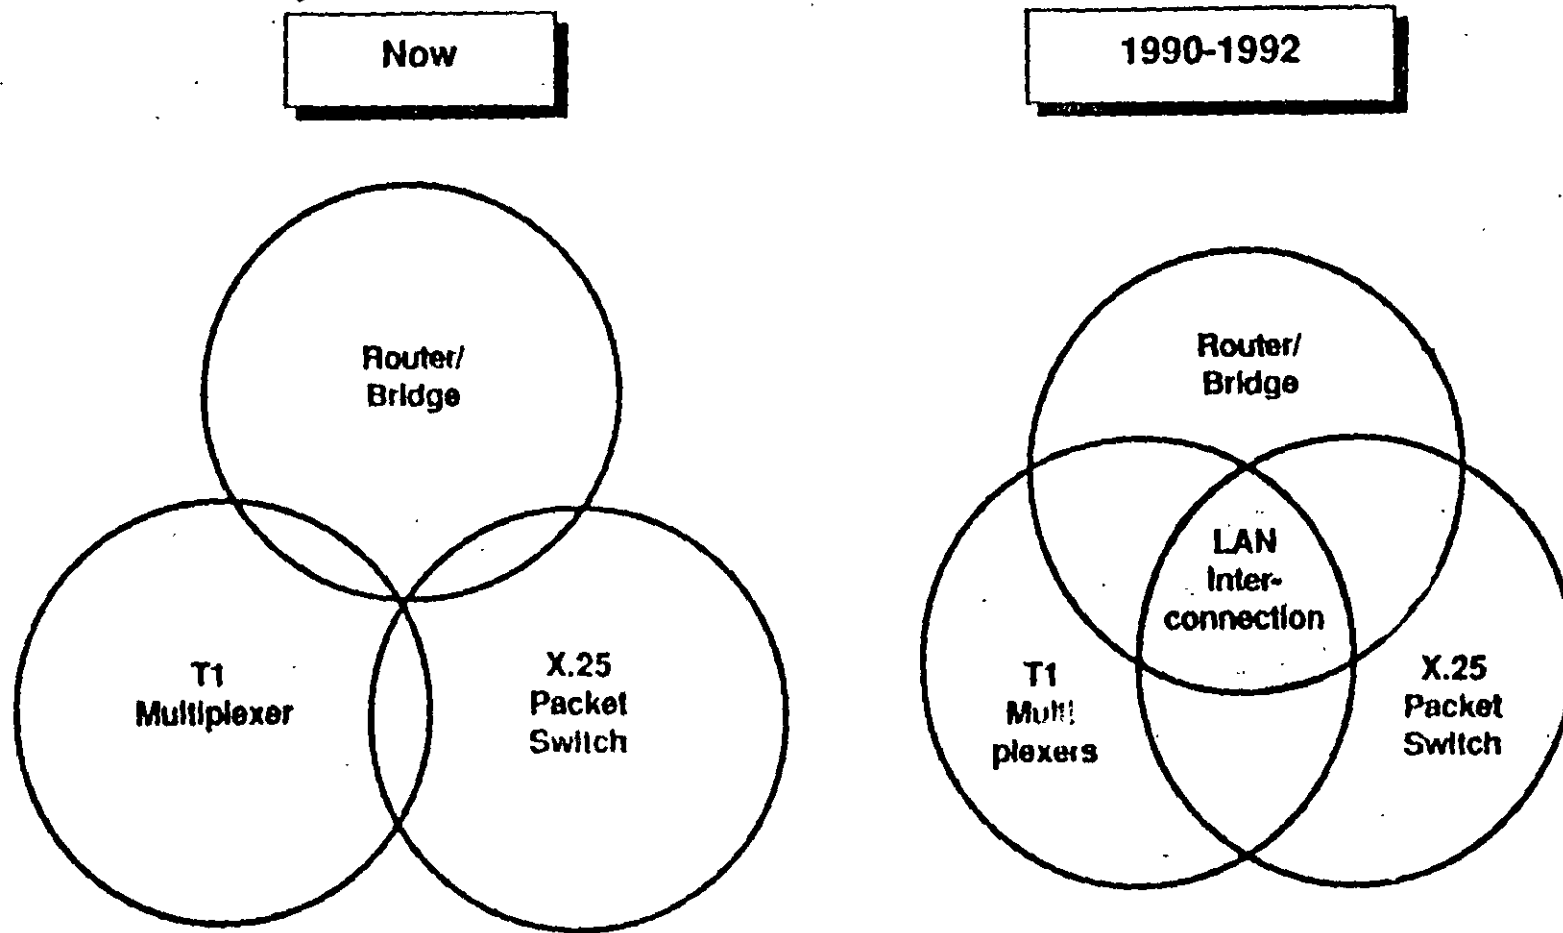 Now
Router/
Bridge
T1
Multiplexer
X.25
Packet
Switch
1990-1992
Router/
Bridge
LAN
Inter-
connection
T1
Multi
plexers
X.25
Packet
Switch